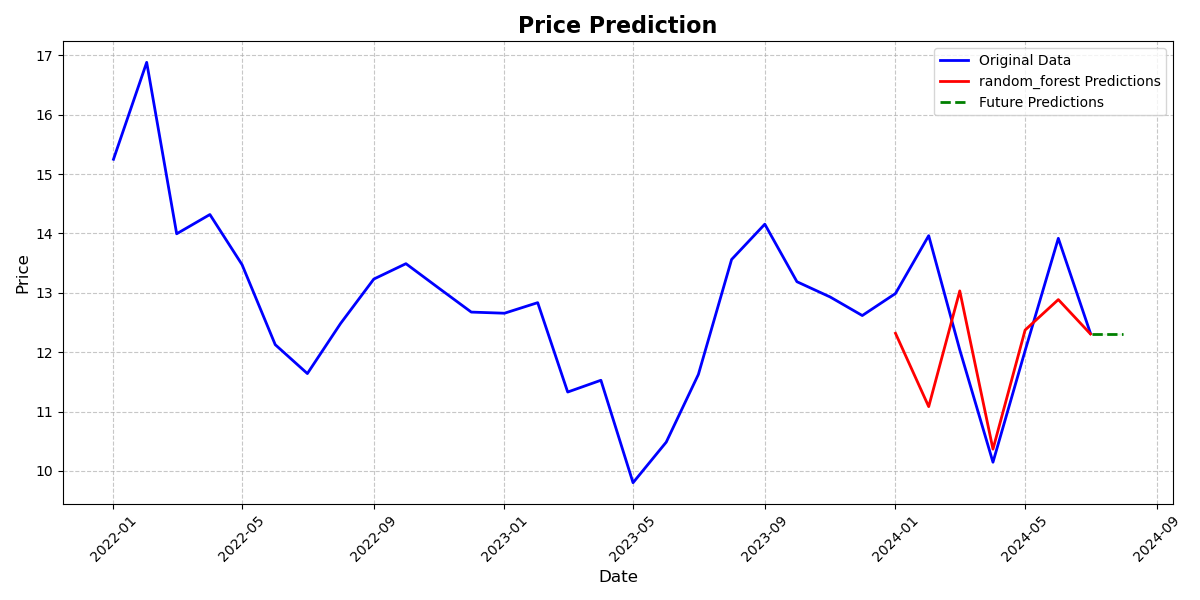 Price Prediction
Original Data
random_forest Predictions
Future Predictions
Price
17
16
15
14
13
12
11
10
2022-01
2022-05
2022-09
2023-01
2023-05
2023-09
2024-01
2024-05
2024-09
Date